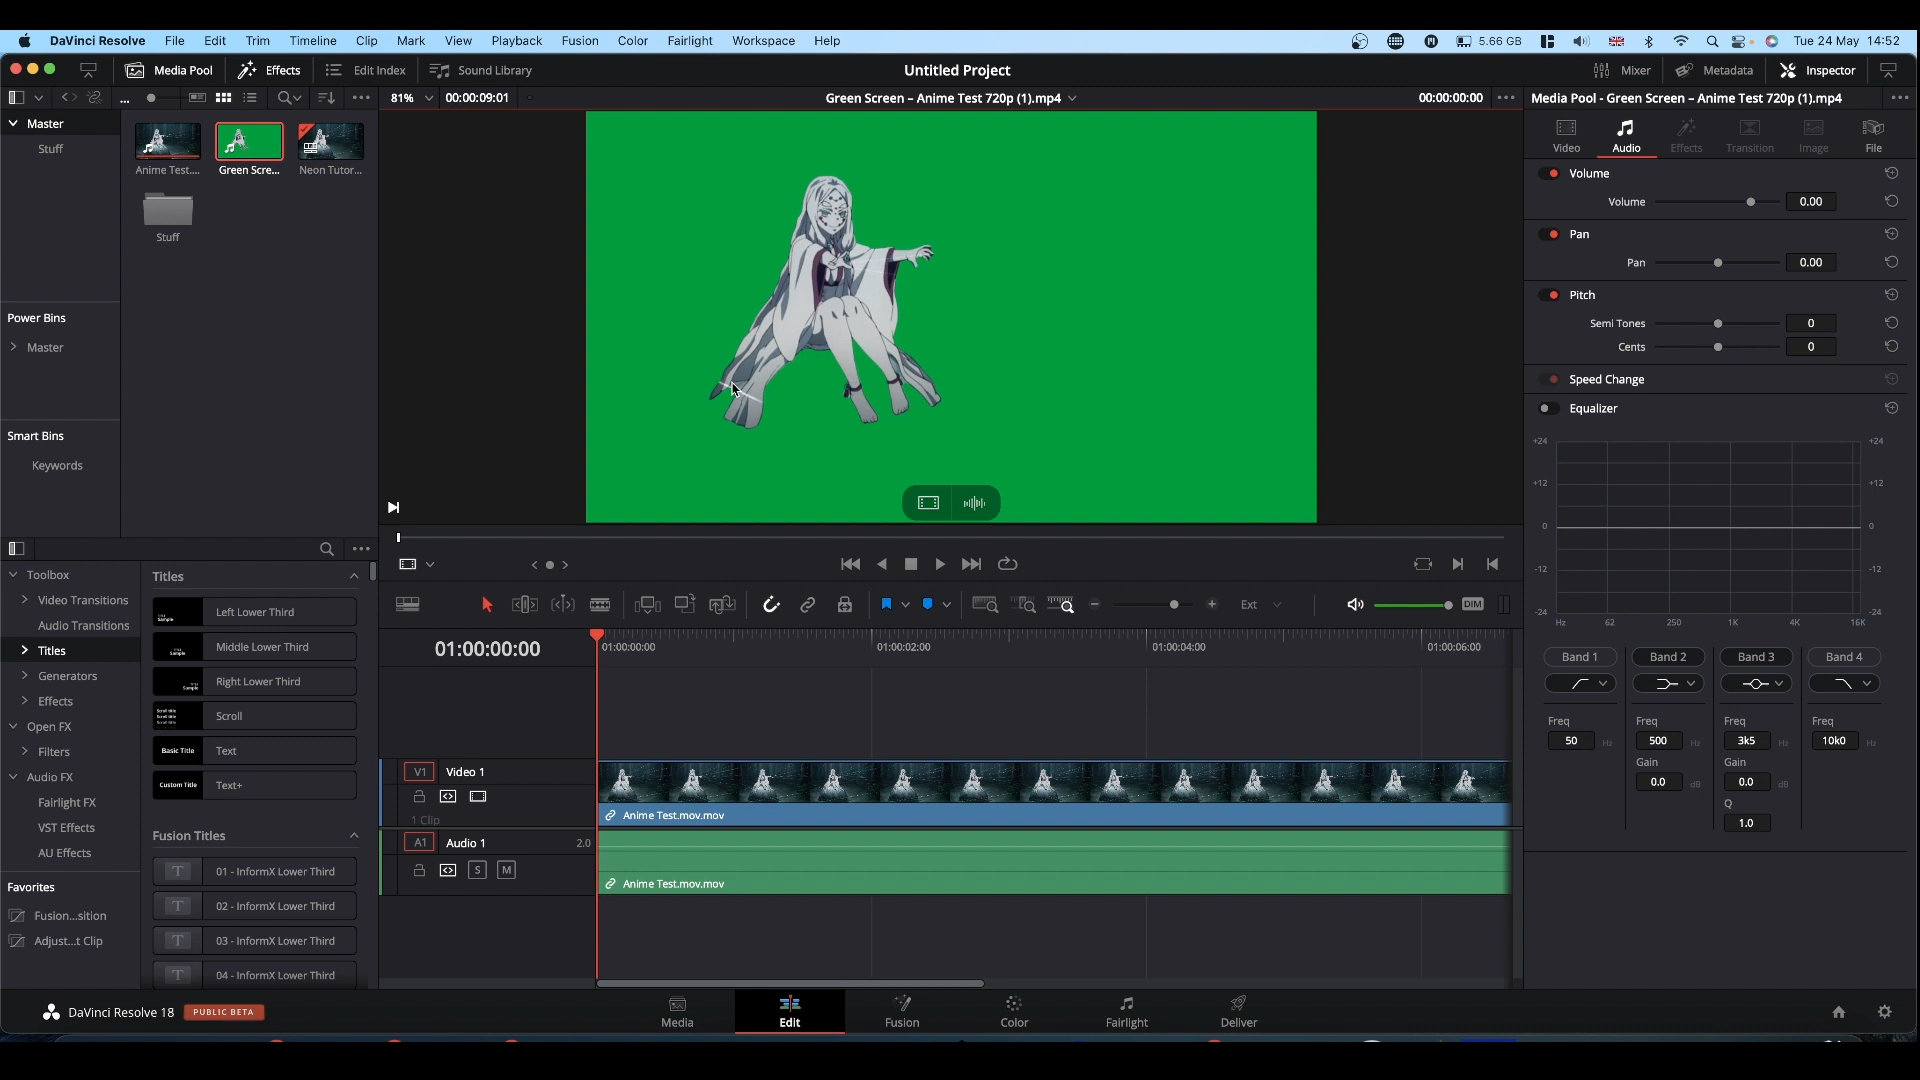 DaVinci Resolve File Edit Trim Timeline Clip Mark View Playback Fusion Color Fairlight Workspace Help 5.66 GB Tue 24 May 14:52
Media Pool Effects Edit Index Sound Library Untitled Project Mixer Metadata Inspector
... 81% 00:00:09:01 Green Screen – Anime Test 720p (1).mp4 00:00:00:00 Media Pool - Green Screen – Anime Test 720p (1).mp4
Master
Stuff
Anime Test.... Green Scre... Neon Tutor...
Stuff
Power Bins
Master
Smart Bins
Keywords
Video Audio Effects Transition Image File
Volume
Volume 0.00
Pan
Pan 0.00
Pitch
Semi Tones 0
Cents 0
Speed Change
Equalizer
+24 +24
+12 +12
0 0
-12 -12
-24 -24
Hz 62 250 1K 4K 16K
Band 1 Band 2 Band 3 Band 4
Freq Freq Freq Freq
50 Hz 500 Hz 3k5 Hz 10k0 Hz
Gain Gain
0.0 dB 0.0 dB
Q
1.0
Toolbox
Video Transitions
Audio Transitions
Titles
Generators
Effects
Open FX
Filters
Audio FX
Fairlight FX
VST Effects
AU Effects
Favorites
Fusion...sition
Adjust...t Clip
Titles
Left Lower Third
Middle Lower Third
Right Lower Third
Scroll
Basic Title Text
Custom Title Text+
Fusion Titles
T 01 - InformX Lower Third
T 02 - InformX Lower Third
T 03 - InformX Lower Third
T 04 - InformX Lower Third
Ext DIM
01:00:00:00 01:00:00:00 01:00:02:00 01:00:04:00 01:00:06:00
V1 Video 1
1 Clip
Anime Test.mov.mov
A1 Audio 1 2.0
S M
Anime Test.mov.mov
DaVinci Resolve 18 PUBLIC BETA
Media Edit Fusion Color Fairlight Deliver